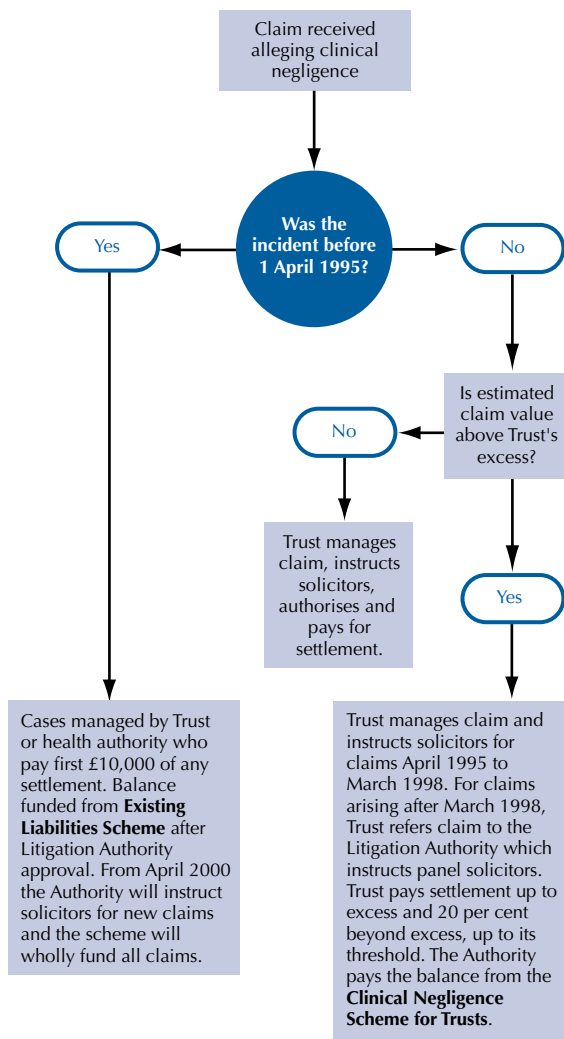 Claim received
alleging clinical
negligence
Was the
incident before
1 April 1995?
Yes
No
Is estimated
claim value
above Trust's
excess?
No
Trust manages
claim, instructs
solicitors,
authorises and
pays for
settlement.
Yes
Cases managed by Trust
or health authority who
pay first £10,000 of any
settlement. Balance
funded from Existing
Liabilities Scheme after
Litigation Authority
approval. From April 2000
the Authority will instruct
solicitors for new claims
and the scheme will
wholly fund all claims.
Trust manages claim and
instructs solicitors for
claims April 1995 to
March 1998. For claims
arising after March 1998,
Trust refers claim to the
Litigation Authority which
instructs panel solicitors.
Trust pays settlement up to
excess and 20 per cent
beyond excess, up to its
threshold. The Authority
pays the balance from the
Clinical Negligence
Scheme for Trusts.